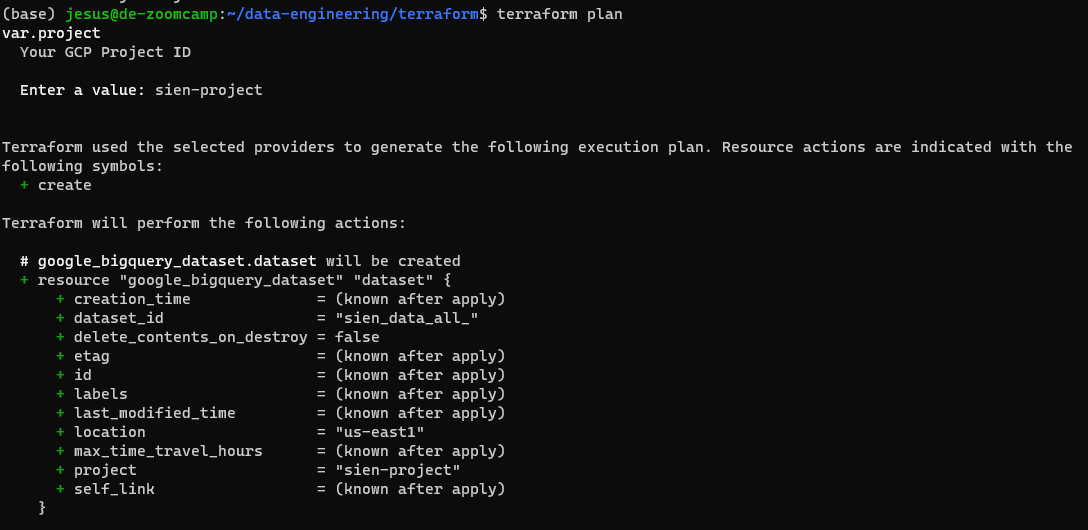 (base) jesus@de-zoomcamp:~/data-engineering/terraform$ terraform plan
var.project
  Your GCP Project ID

  Enter a value: sien-project


Terraform used the selected providers to generate the following execution plan. Resource actions are indicated with the
following symbols:
  + create

Terraform will perform the following actions:

  # google_bigquery_dataset.dataset will be created
  + resource "google_bigquery_dataset" "dataset" {
      + creation_time              = (known after apply)
      + dataset_id                 = "sien_data_all_"
      + delete_contents_on_destroy = false
      + etag                       = (known after apply)
      + id                         = (known after apply)
      + labels                     = (known after apply)
      + last_modified_time         = (known after apply)
      + location                   = "us-east1"
      + max_time_travel_hours      = (known after apply)
      + project                    = "sien-project"
      + self_link                  = (known after apply)
    }